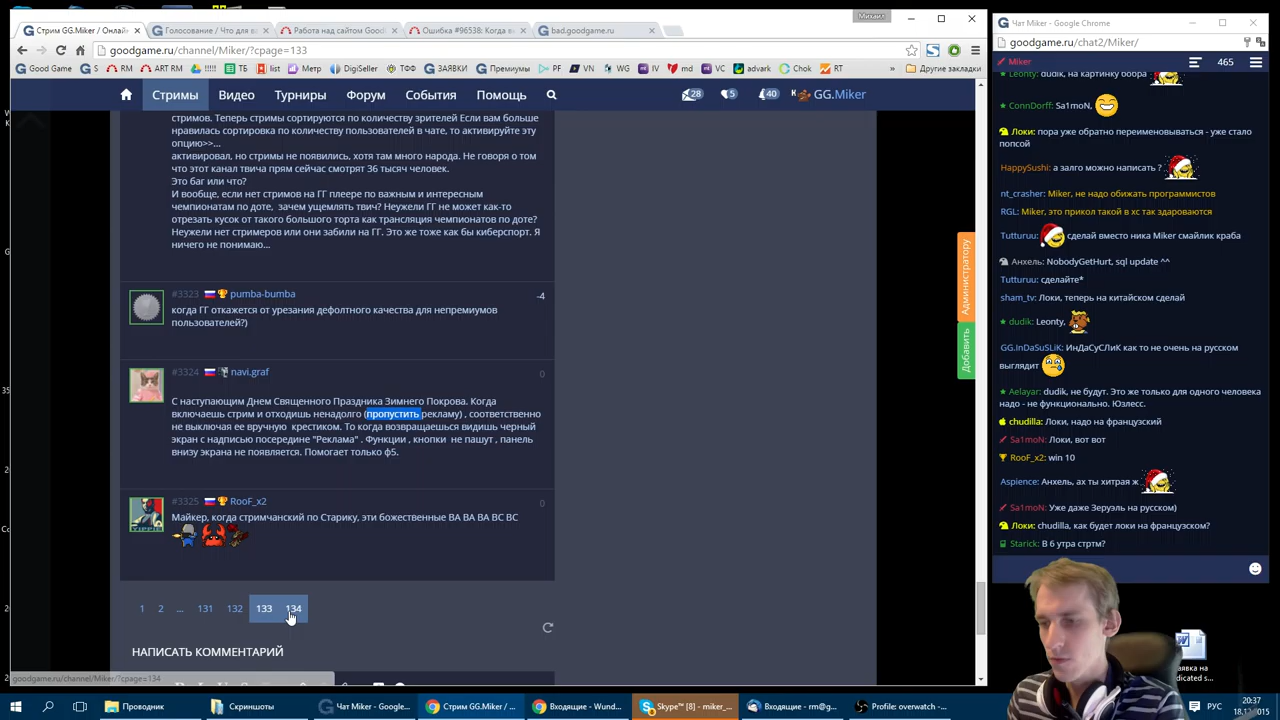 Стрим GG.Miker / Онлайн
Голосование / Что для в
Работа над сайтом Good
Ошибка #96538: Когда в
bad.goodgame.ru
Михаил
Чат Miker - Google Chrome
goodgame.ru/channel/Miker/?cpage=133
goodgame.ru/chat2/Miker/
Good Game
G S
RM
ART RM
ТБ
Метр
DigiSeller
ТФФ
ЗАЯВКИ
Премиумы
PF
VN
WG
IV
md
VC
advark
Chok
RT
»
Другие закладки
Miker
465
Стримы
Видео
Турниры
Форум
События
Помощь
28
5
40
GG.Miker
стримов. Теперь стримы сортируются по количеству зрителей Если вам больше
нравилась сортировка по количеству пользователей в чате, то активируйте эту
опцию>>...
активировал, но стримы не появились, хотя там много народа. Не говоря о том
что этот канал твича прям сейчас смотрят 36 тысяч человек.
Это баг или что?
И вообще, если нет стримов на ГГ плеере по важным и интересным
чемпионатам по доте, зачем ущемлять твич? Неужели ГГ не может как-то
отрезать кусок от такого большого торта как трансляция чемпионатов по доте?
Неужели нет стримеров или они забили на ГГ. Это же тоже как бы киберспорт. Я
ничего не понимаю...
#3323 pumba-bumba
-4
когда ГГ откажется от урезания дефолтного качества для непремиумов
пользователей?)
#3324 navi.graf
0
С наступающим Днем Священного Праздника Зимнего Покрова. Когда
включаешь стрим и отходишь ненадолго (пропустить рекламу) , соответственно
не выключая ее вручную крестиком. То когда возвращаешься видишь черный
экран с надписью посередине "Реклама" . Функции , кнопки не пашут , панель
внизу экрана не появляется. Помогает только ф5.
#3325 RooF_x2
0
Майкер, когда стримчанский по Старику, эти божественные ВА ВА ВА ВС ВС
1 2 ... 131 132 133 134
НАПИСАТЬ КОММЕНТАРИЙ
goodgame.ru/channel/Miker/?cpage=134
Администратору
Добавить
Leonty: dudik, на картинку бобра
ConnDorff: Sa1moN,
Локи: пора уже обратно переименовываться - уже стало
попсой
HappySushi: а залго можно написать ?
nt_crasher: Miker, не надо обижать программистов
RGL: Miker, это прикол такой в хс так здароваются
Tutturuu: сделай вместо ника Miker смайлик краба
Анхель: NobodyGetHurt, sql update ^^
Tutturuu: сделайте*
sham_tv: Локи, теперь на китайском сделай
dudik: Leonty,
GG.InDaSuSLiK: ИнДаСуСЛиК как то не очень на русском
выглядит
Aelayar: dudik, не будут. Это же только для одного человека
надо - не функционально. Юзлесс.
chudilla: Локи, надо на французский
Sa1moN: Локи, вот вот
RooF_x2: win 10
Aspience: Анхель, ах ты хитрая ж
Sa1moN: Уже даже Зеруэль на русском)
Локи: chudilla, как будет локи на французском?
Starick: В 6 утра стртм?
аявка на
dicated s...
Проводник
Скриншоты
Чат Miker - Google...
Стрим GG.Miker / ...
Входящие - Wund...
Skype™ [8] - miker_...
Входящие — rm@g...
Profile: overwatch -...
РУС
20:37
18.12.2015